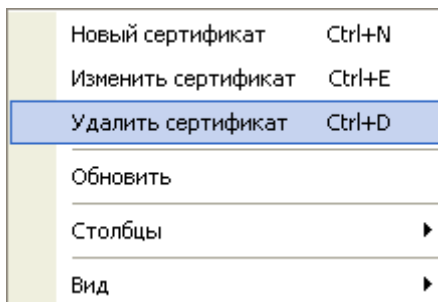 Новый сертификат Ctrl+N
Изменить сертификат Ctrl+E
Удалить сертификат Ctrl+D
Обновить
Столбцы
Вид